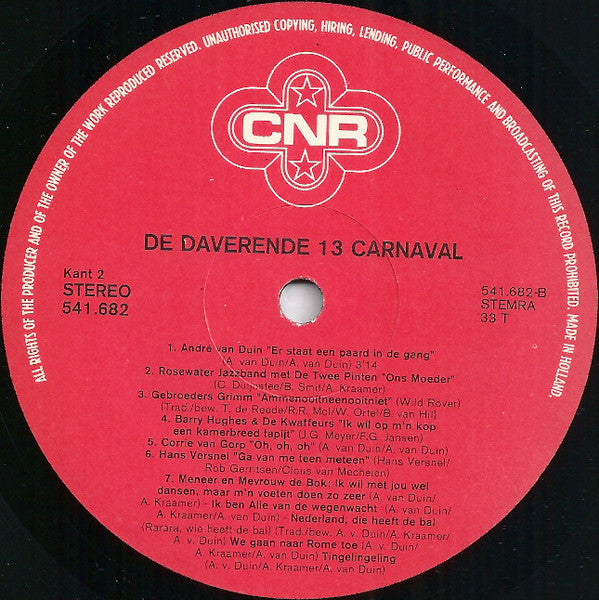 ALL RIGHTS OF THE PRODUCER AND OF THE OWNER OF THE WORK REPRODUCED RESERVED. UNAUTHORISED COPYING, HIRING, LENDING, PUBLIC PERFORMANCE AND BROADCASTING OF THIS RECORD PROHIBITED. MADE IN HOLLAND.
CNR
DE DAVERENDE 13 CARNAVAL
Kant 2
STEREO
541.682
541.682-B
STEMRA
33 T
1. André van Duin "Er staat een paard in de gang"
(A. van Duin/A. van Duin) 3'14
2. Rosewater Jazzband met De Twee Pinten "Ons Moeder"
(C. Duijstee/B. Smit/A. Kraamer)
3. Gebroeders Grimm "Ammenooitneenooitniet" (Wild Rover)
(Trad./bew. T. de Reede/R.R. Mol/W. Ortel/B. van Hil)
4. Barry Hughes & De Kwaffeurs "Ik wil op m'n kop
een kamerbreed tapijt" (J.G. Meyer/F.G. Jansen)
5. Corrie van Gorp "Oh, oh, oh" (A. van Duin/A. van Duin)
6. Hans Versnel "Ga van me teen meteen" (Hans Versnel/
Rob Gerritsen/Clous van Mechelen)
7. Meneer en Mevrouw de Bok: Ik wil met jou wel
dansen, maar m'n voeten doen zo zeer (A. van Duin/
A. Kraamer) - Ik ben Alie van de wegenwacht (A.
Kraamer/A. van Duin) - Nederland, die heeft de bal
(Rarara, wie heeft de bal) (Trad./bew. A. v. Duin/A.
Kraamer/A. v. Duin) We gaan naar Rome toe (A. v. Duin/
A. Kraamer/A. van Duin) Tingelingeling
(A. v. Duin/A. Kraamer/A. van Duin)